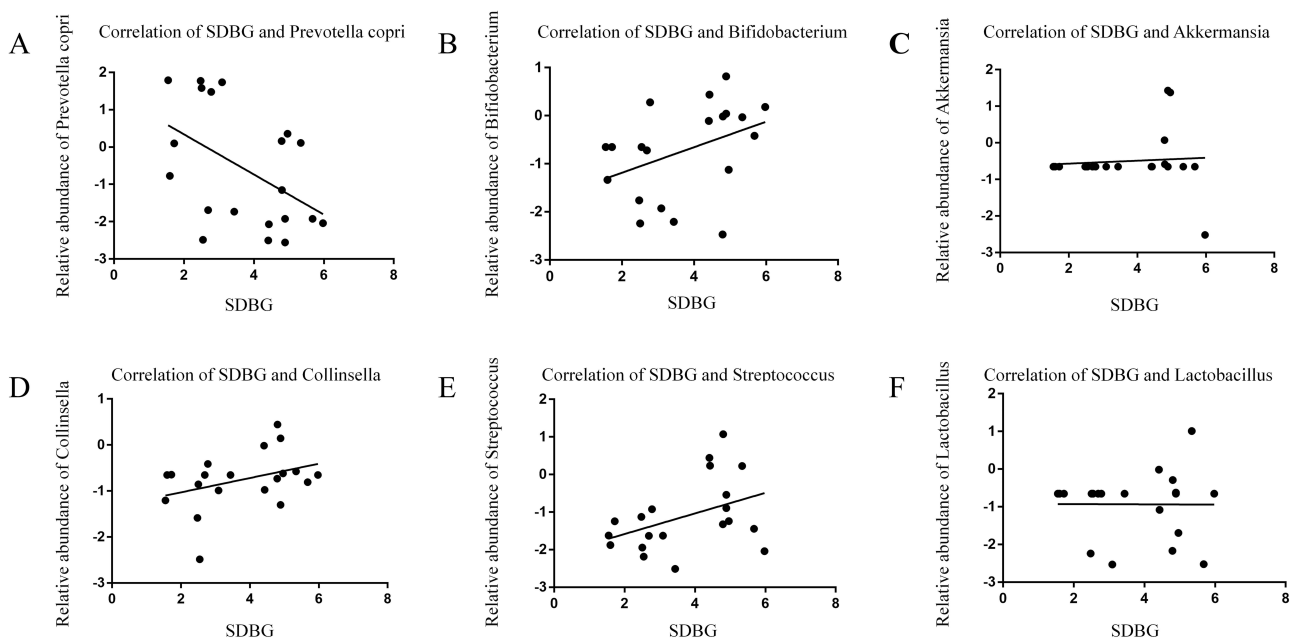 A
Correlation of SDBG and Prevotella copri
Relative abundance of Prevotella copri
2
1
0
-1
-2
-3
0 2 4 6 8
SDBG
B
Correlation of SDBG and Bifidobacterium
Relative abundance of Bifidobacterium
1
0
-1
-2
-3
0 2 4 6 8
SDBG
C
Correlation of SDBG and Akkermansia
Relative abundance of Akkermansia
2
1
0
-1
-2
-3
0 2 4 6 8
SDBG
D
Correlation of SDBG and Collinsella
Relative abundance of Collinsella
1
0
-1
-2
-3
0 2 4 6 8
SDBG
E
Correlation of SDBG and Streptococcus
Relative abundance of Streptococcus
2
1
0
-1
-2
-3
0 2 4 6 8
SDBG
F
Correlation of SDBG and Lactobacillus
Relative abundance of Lactobacillus
2
1
0
-1
-2
-3
0 2 4 6 8
SDBG